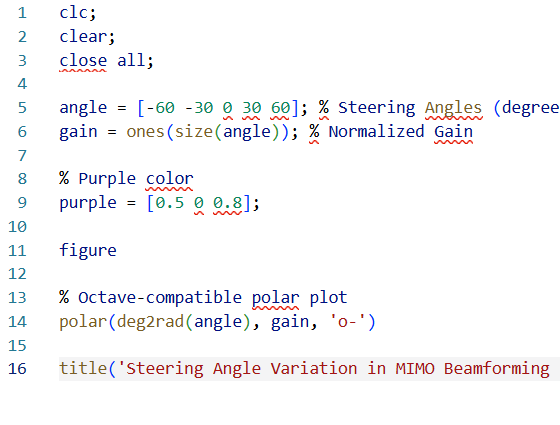 1 clc;
2 clear;
3 close all;
4
5 angle = [-60 -30 0 30 60]; % Steering Angles (degree
6 gain = ones(size(angle)); % Normalized Gain
7
8 % Purple color
9 purple = [0.5 0 0.8];
10
11 figure
12
13 % Octave-compatible polar plot
14 polar(deg2rad(angle), gain, 'o-')
15
16 title('Steering Angle Variation in MIMO Beamforming